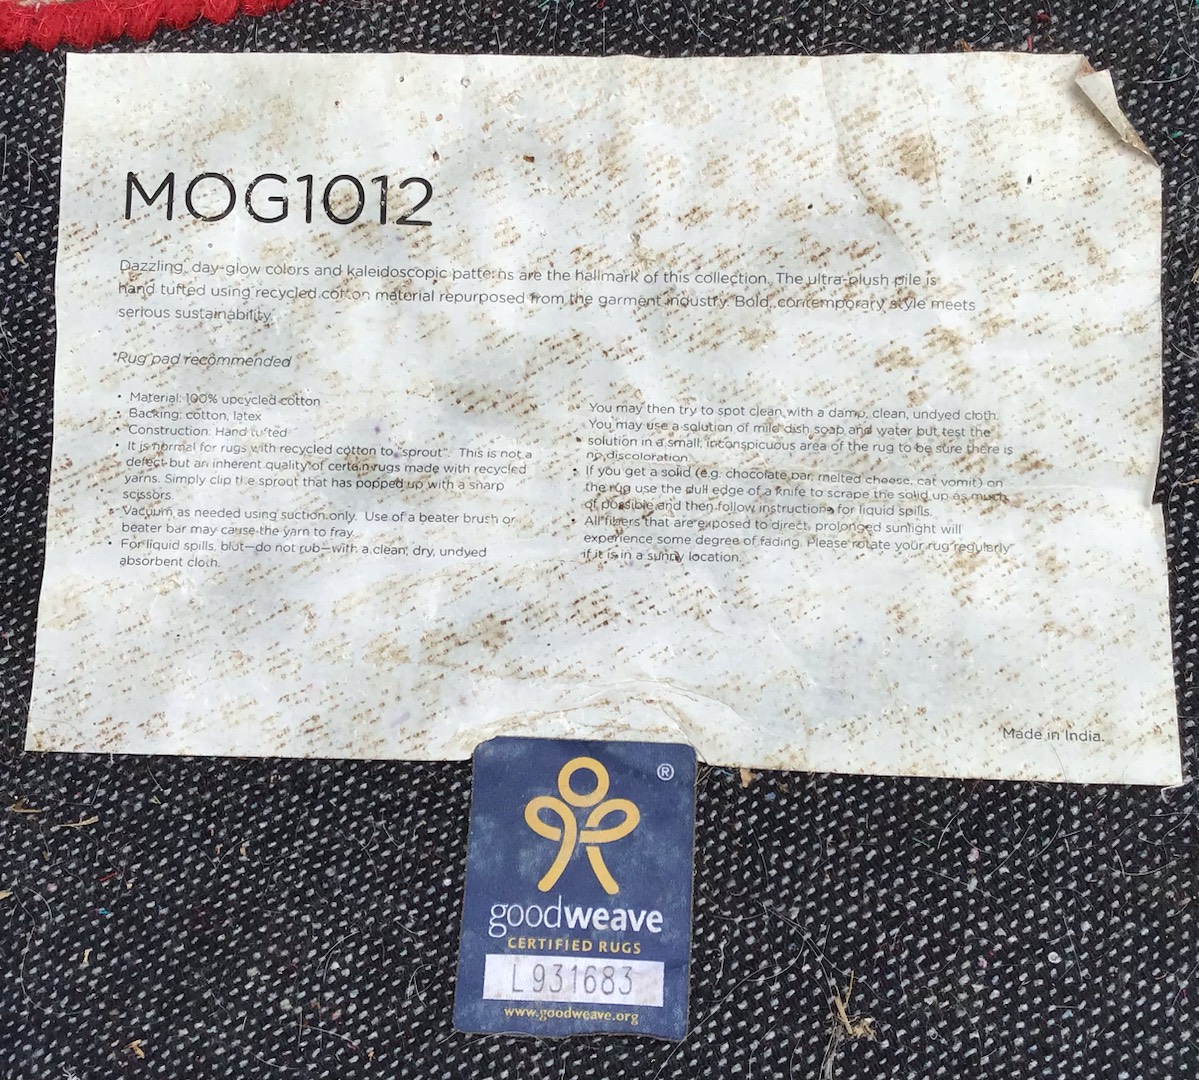 MOG1012
Dazzling, day-glow colors and kaleidoscopic patterns are the hallmark of this collection. The ultra-plush pile is
hand tufted using recycled cotton material repurposed from the garment industry. Bold, contemporary style meets
serious sustainability.
*Rug pad recommended
• Material: 100% upcycled cotton
• Backing: cotton, latex
• Construction: Hand tufted
• It is normal for rugs with recycled cotton to "sprout". This is not a
defect but an inherent quality of certain rugs made with recycled
yarns. Simply clip the sprout that has popped up with a sharp
scissors.
• Vacuum as needed using suction only. Use of a beater brush or
beater bar may cause the yarn to fray.
• For liquid spills, blot—do not rub—with a clean, dry, undyed
absorbent cloth.
• You may then try to spot clean with a damp, clean, undyed cloth.
You may use a solution of mild dish soap and water but test the
solution in a small, inconspicuous area of the rug to be sure there is
no discoloration.
• If you get a solid (e.g. chocolate bar, melted cheese, cat vomit) on
the rug use the dull edge of a knife to scrape the solid up as much
of possible and then follow instructions for liquid spills.
• All fibers that are exposed to direct, prolonged sunlight will
experience some degree of fading. Please rotate your rug regularly
if it is in a sunny location.
Made in India.
®
goodweave
CERTIFIED RUGS
L931683
www.goodweave.org